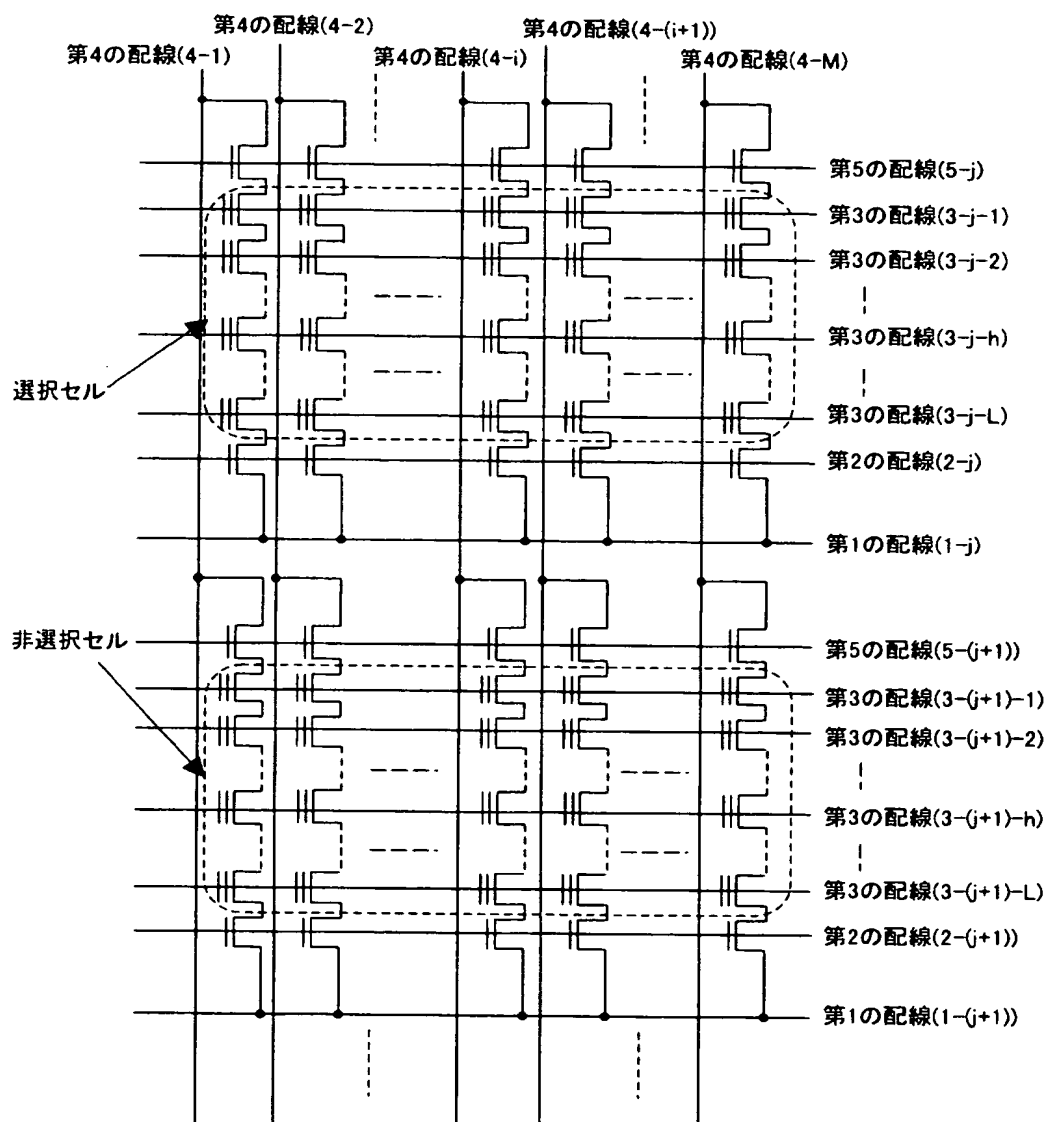 第4の配線(4-2)
第4の配線(4-(i+1))
第4の配線(4-1)
第4の配線(4-i)
第4の配線(4-M)
第5の配線(5-j)
第3の配線(3-j-1)
第3の配線(3-j-2)
第3の配線(3-j-h)
選択セル
第3の配線(3-j-L)
第2の配線(2-j)
第1の配線(1-j)
非選択セル
第5の配線(5-(j+1))
第3の配線(3-(j+1)-1)
第3の配線(3-(j+1)-2)
第3の配線(3-(j+1)-h)
第3の配線(3-(j+1)-L)
第2の配線(2-(j+1))
第1の配線(1-(j+1))